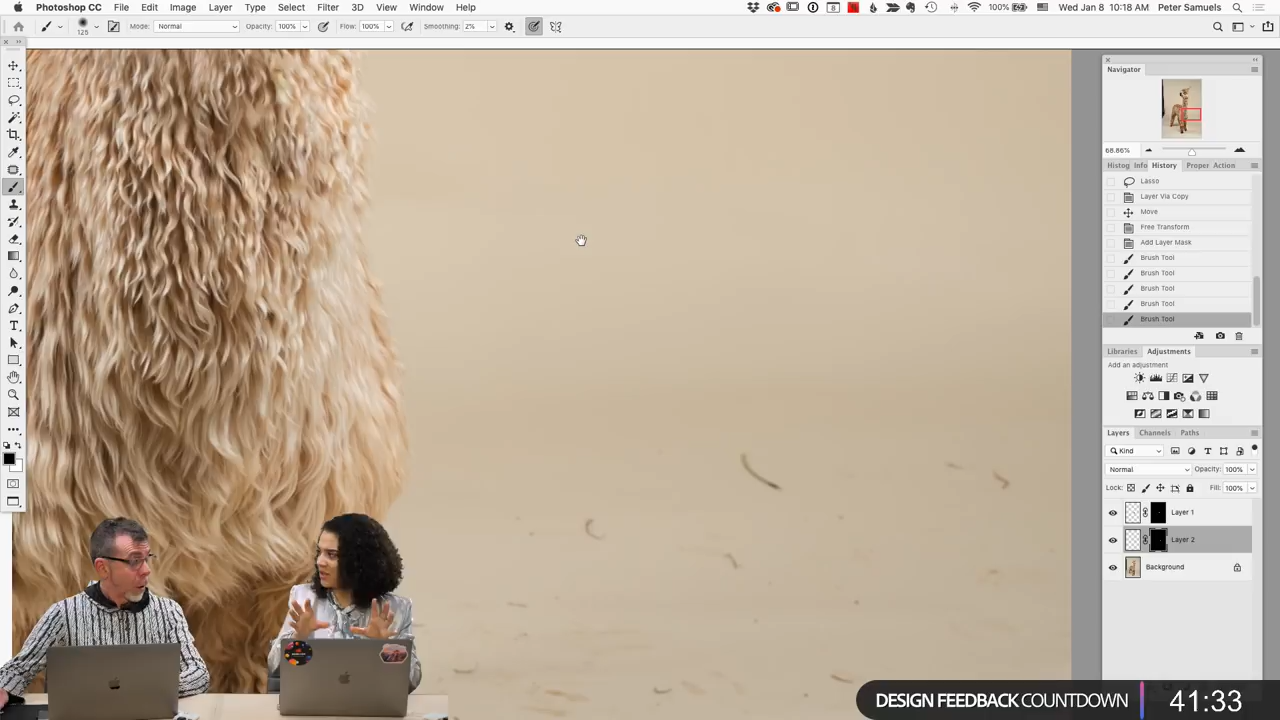 Photoshop CC File Edit Image Layer Type Select Filter 3D View Window Help 8 100% Wed Jan 8 10:18 AM Peter Samuels
125 Mode: Normal Opacity: 100% Flow: 100% Smoothing: 2%
Navigator
68.86%
Histog Info History Proper Action
Lasso
Layer Via Copy
Move
Free Transform
Add Layer Mask
Brush Tool
Brush Tool
Brush Tool
Brush Tool
Brush Tool
Libraries Adjustments
Add an adjustment
Layers Channels Paths
Kind
Normal Opacity: 100%
Lock: Fill: 100%
Layer 1
Layer 2
Background
DESIGN FEEDBACK COUNTDOWN 41:33